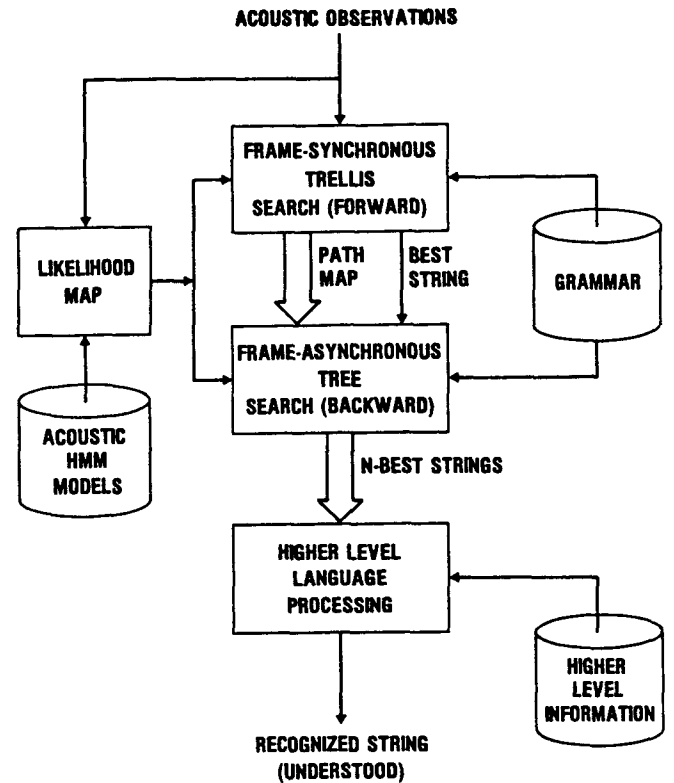 ACOUSTIC OBSERVATIONS
FRAME-SYNCHRONOUS
TRELLIS
SEARCH (FORWARD)
LIKELIHOOD
MAP
PATH
MAP
BEST
STRING
GRAMMAR
FRAME-ASYNCHRONOUS
TREE
SEARCH (BACKWARD)
ACOUSTIC
HMM
MODELS
N-BEST STRINGS
HIGHER LEVEL
LANGUAGE
PROCESSING
HIGHER
LEVEL
INFORMATION
RECOGNIZED STRING
(UNDERSTOOD)